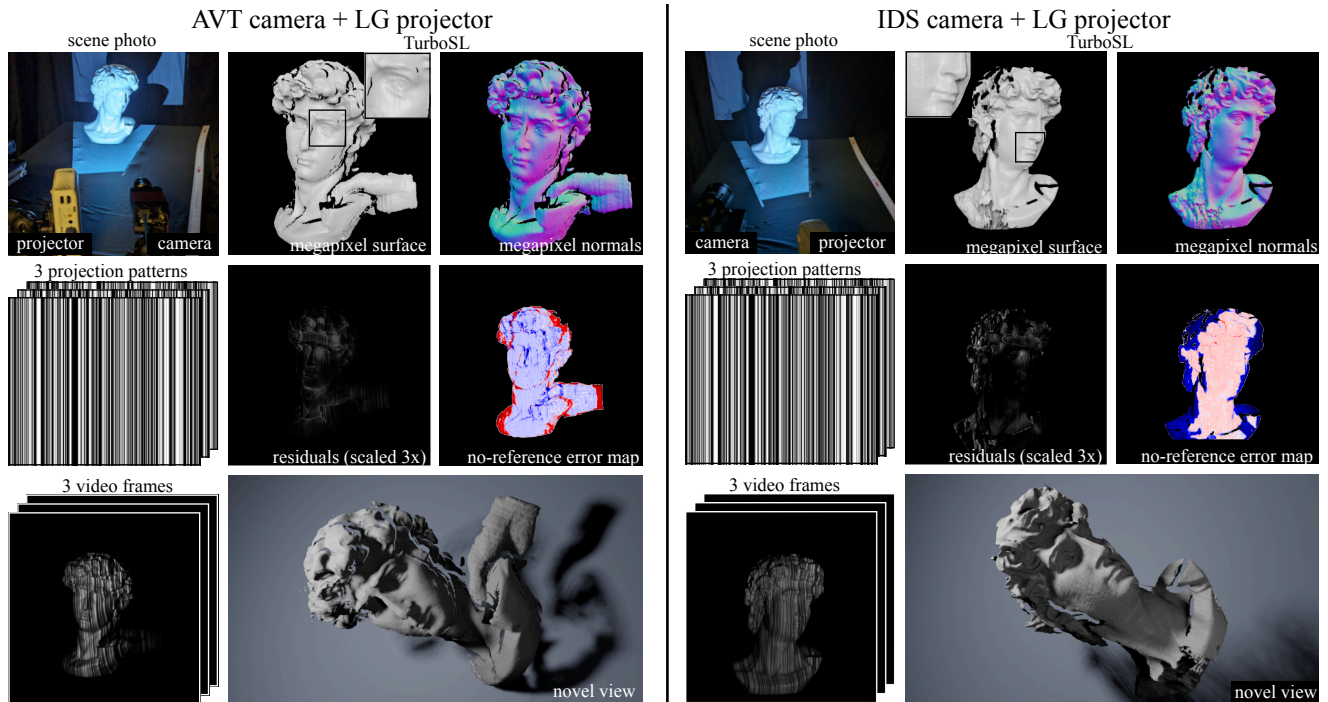 AVT camera + LG projector
scene photo
TurboSL
projector
camera
megapixel surface
megapixel normals
3 projection patterns
residuals (scaled 3x)
no-reference error map
3 video frames
novel view
IDS camera + LG projector
scene photo
TurboSL
camera
projector
megapixel surface
megapixel normals
3 projection patterns
residuals (scaled 3x)
no-reference error map
3 video frames
novel view